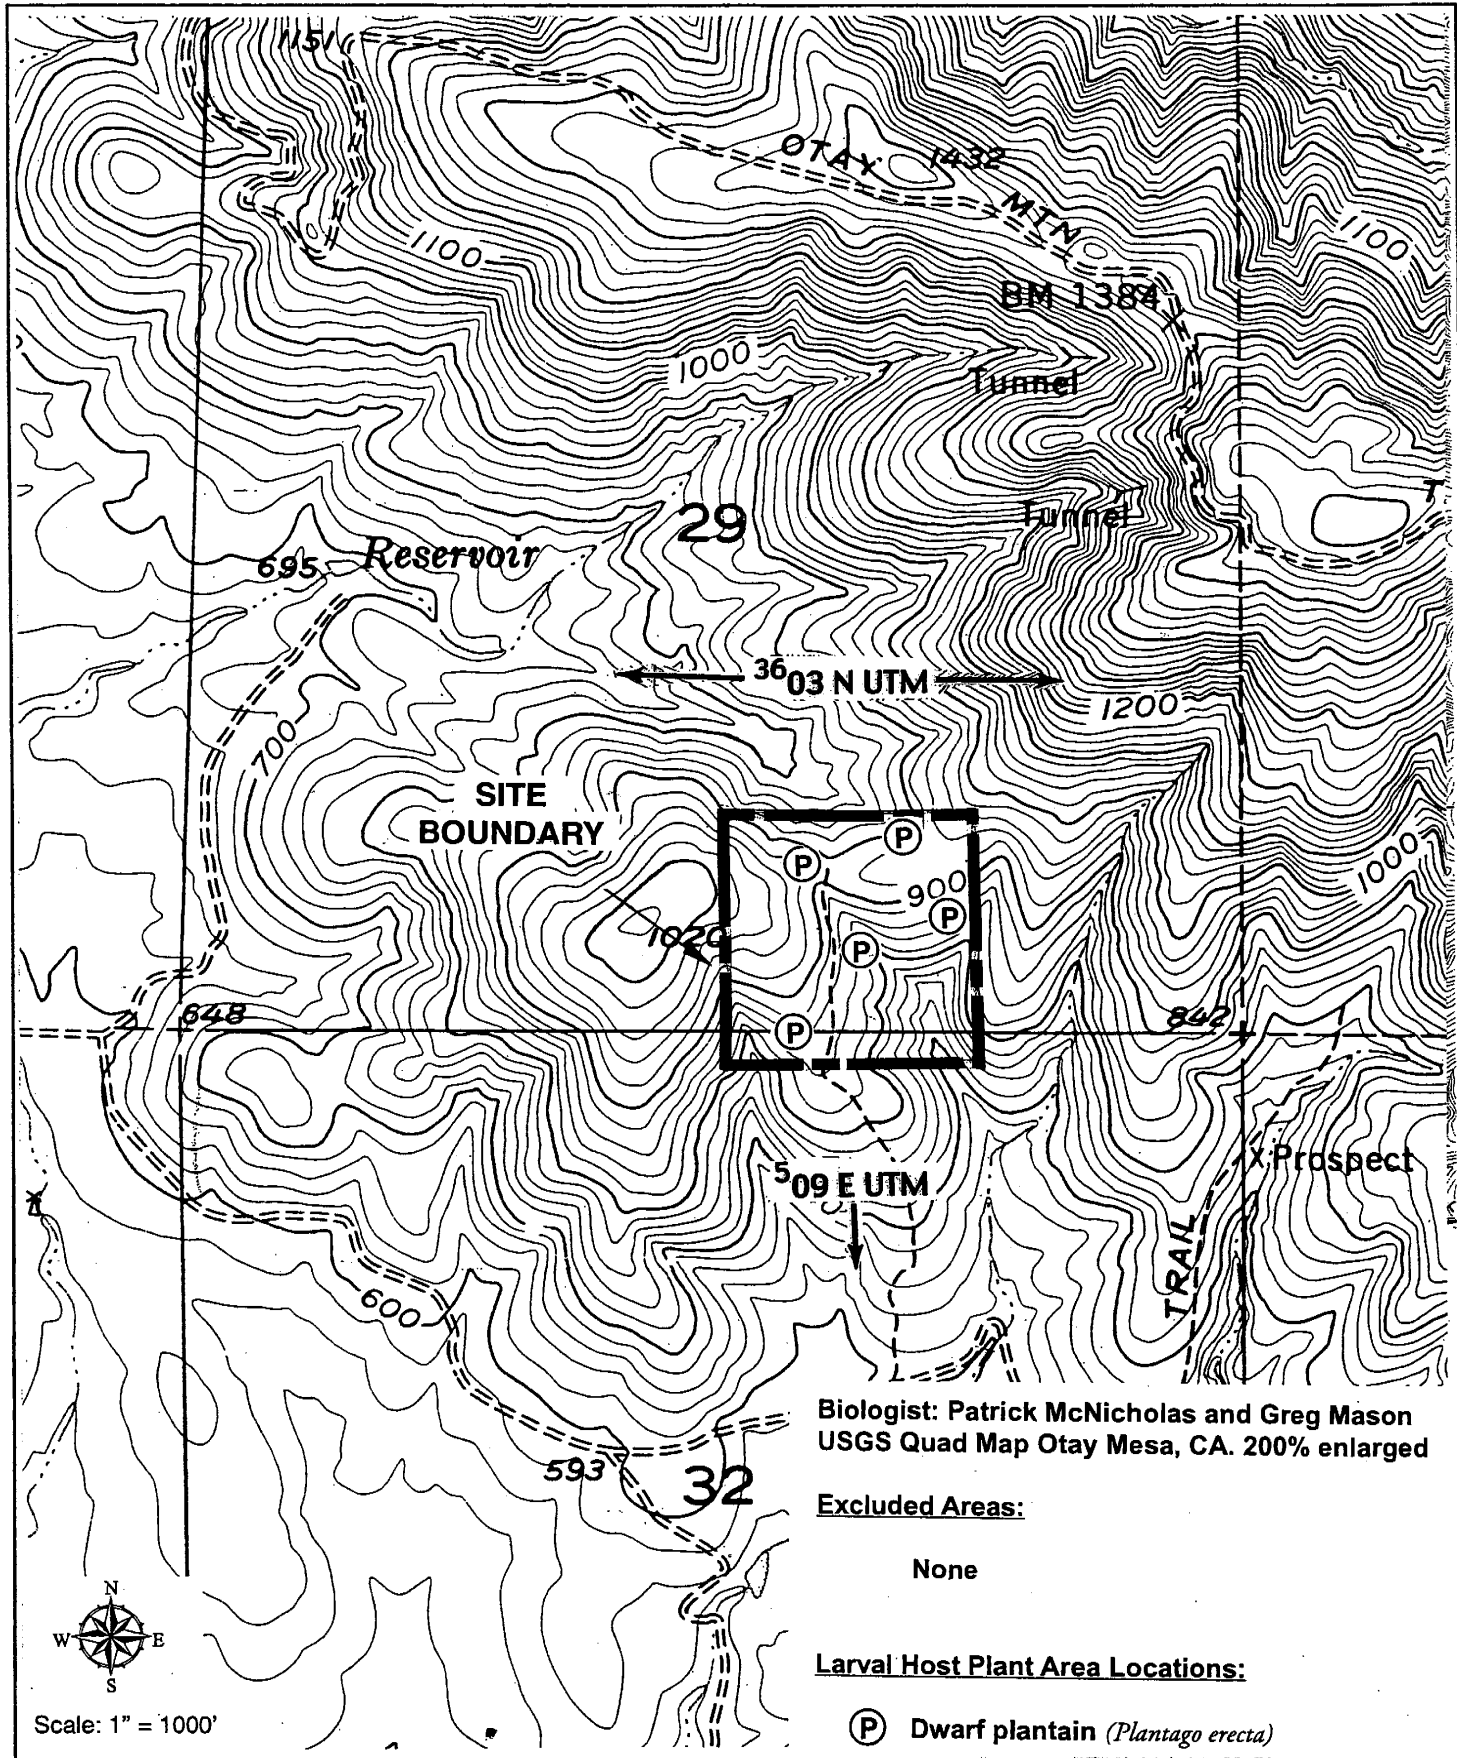 1151
OTAY 1432
MTN
1100
1100
BM 1384
1000
Tunnel
T
29
Tunnel
695
Reservoir
3603 N UTM
1200
700
SITE
BOUNDARY
P
P
900
1000
P
1020
P
648
P
842
509 E UTM
Prospect
TRAIL
600
Biologist: Patrick McNicholas and Greg Mason
USGS Quad Map Otay Mesa, CA. 200% enlarged
593
32
Excluded Areas:
None
N
W E
S
Larval Host Plant Area Locations:
Scale: 1" = 1000'
P Dwarf plantain (Plantago erecta)